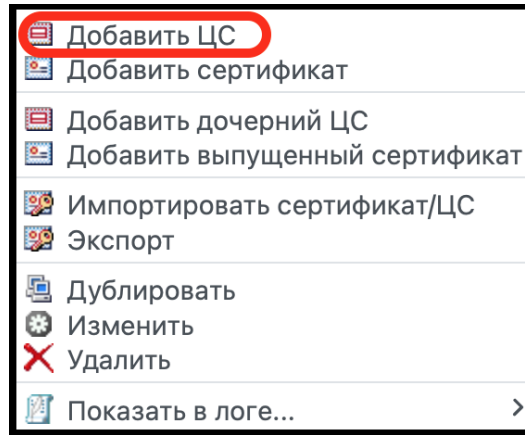 Добавить ЦС
Добавить сертификат
Добавить дочерний ЦС
Добавить выпущенный сертификат
Импортировать сертификат/ЦС
Экспорт
Дублировать
Изменить
Удалить
Показать в логе...